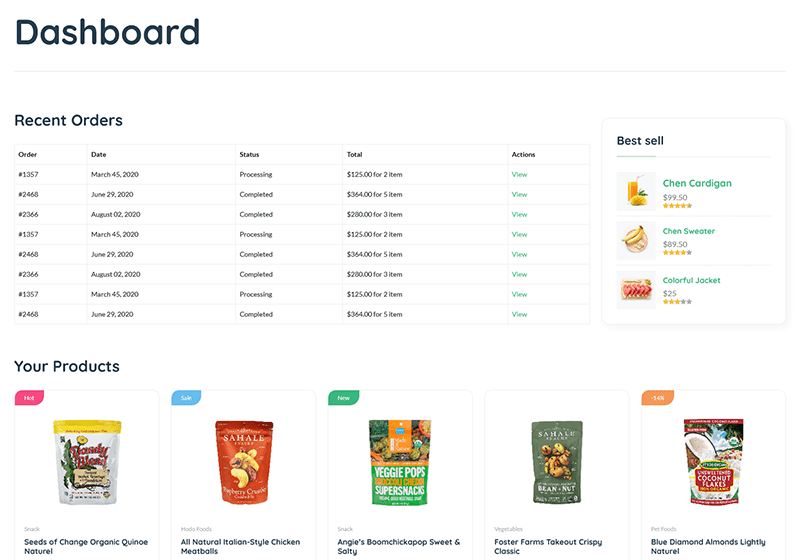 Dashboard
Recent Orders
Order Date Status Total Actions
#1357 March 45, 2020 Processing $125.00 for 2 item View
#2468 June 29, 2020 Completed $364.00 for 5 item View
#2366 August 02, 2020 Completed $280.00 for 3 item View
#1357 March 45, 2020 Processing $125.00 for 2 item View
#2468 June 29, 2020 Completed $364.00 for 5 item View
#2366 August 02, 2020 Completed $280.00 for 3 item View
#1357 March 45, 2020 Processing $125.00 for 2 item View
#2468 June 29, 2020 Completed $364.00 for 5 item View
Best sell
Chen Cardigan
$99.50
Chen Sweater
$89.50
Colorful Jacket
$25
Your Products
Hot
Sale
New
-14%
SAHALE
SNACKS
VEGGIE POPS
BROCCOLI CHEDDAR
SUPERSNACKS
SAHALE
SNACKS
BEAN + NUT
UNSWEETENED
COCONUT
FLAKES
Snack
Seeds of Change Organic Quinoe
Naturel
Hodo Foods
All Natural Italian-Style Chicken
Meatballs
Snack
Angie's Boomchickapop Sweet &
Salty
Vegetables
Foster Farms Takeout Crispy
Classic
Pet Foods
Blue Diamond Almonds Lightly
Naturel